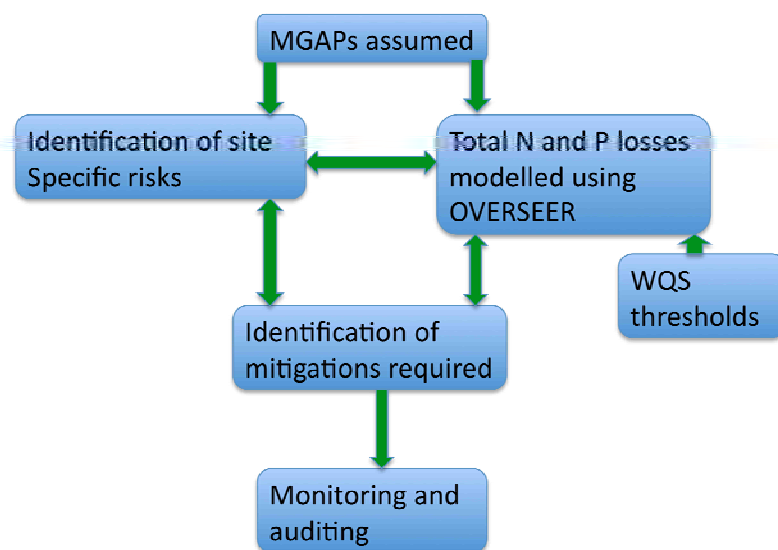 MGAPs assumed
Identification of site
Specific risks
Total N and P losses
modelled using
OVERSEER
WQS
thresholds
Identification of
mitigations required
Monitoring and
auditing